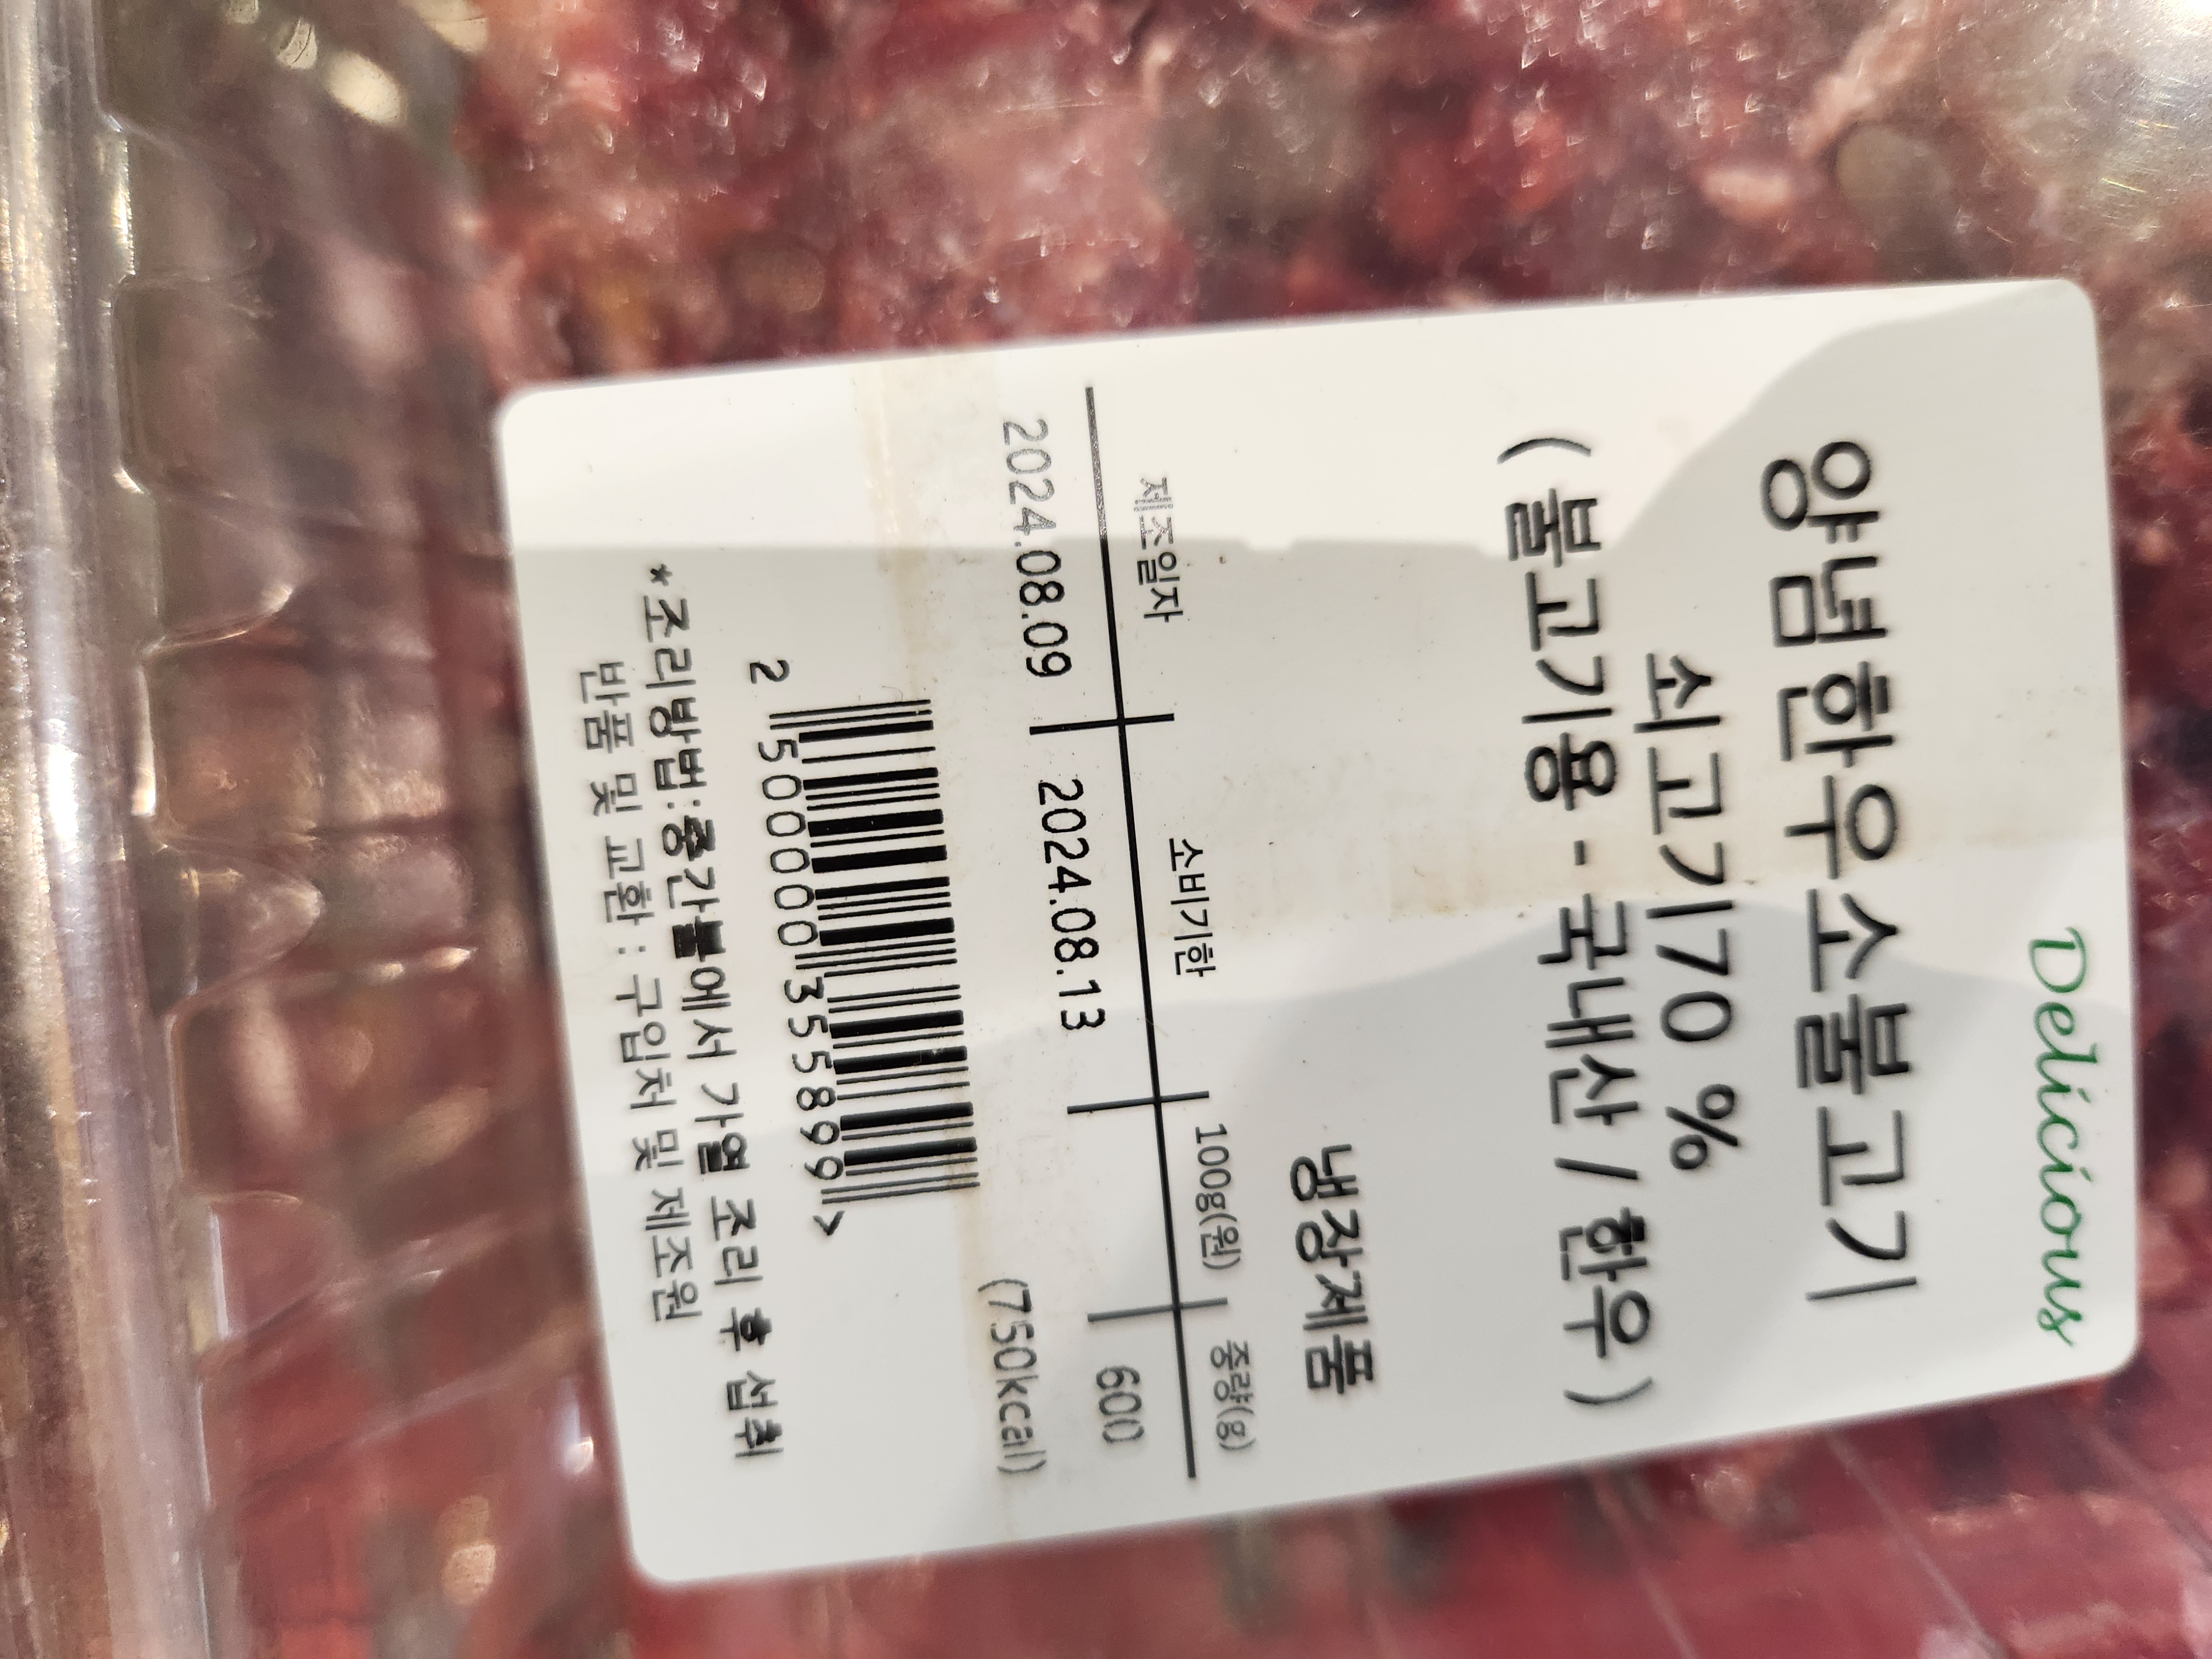 Delicious
양념한우소불고기
쇠고기70 %
( 불고기용 - 국내산 / 한우 )
냉장제품
제조일자 소비기한 100g(원) 중량(g)
2024.08.09 2024.08.13 600
(750kcal)
2 500000 355899 >
*조리방법:중간불에서 가열 조리 후 섭취
반품 및 교환 : 구입처 및 제조원